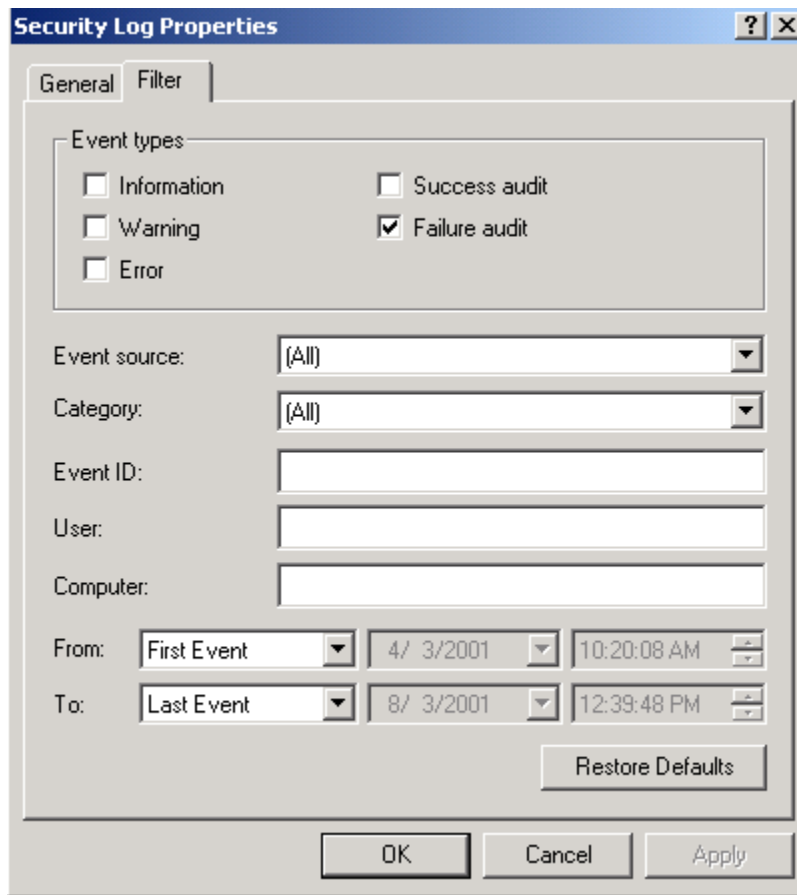 Security Log Properties
General Filter
Event types
Information Success audit
Warning Failure audit
Error
Event source: (All)
Category: (All)
Event ID:
User:
Computer:
From: First Event 4/ 3/2001 10:20:08 AM
To: Last Event 8/ 3/2001 12:39:48 PM
Restore Defaults
OK Cancel Apply